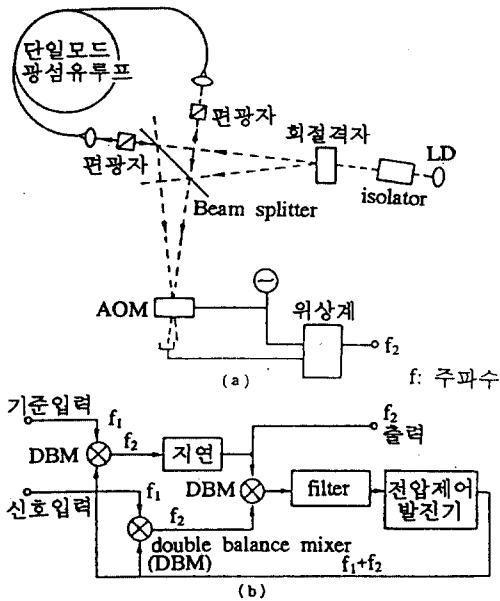 단일모드
광섬유루프
편광자
편광자
회절격자
LD
isolator
Beam splitter
AOM
위상계
f₂
(a)
f: 주파수
기준입력
f₁
DBM
f₂
지연
f₂
출력
DBM
filter
전압제어
발진기
신호입력
f₁
f₂
double balance mixer
(DBM)
f₁+f₂
(b)